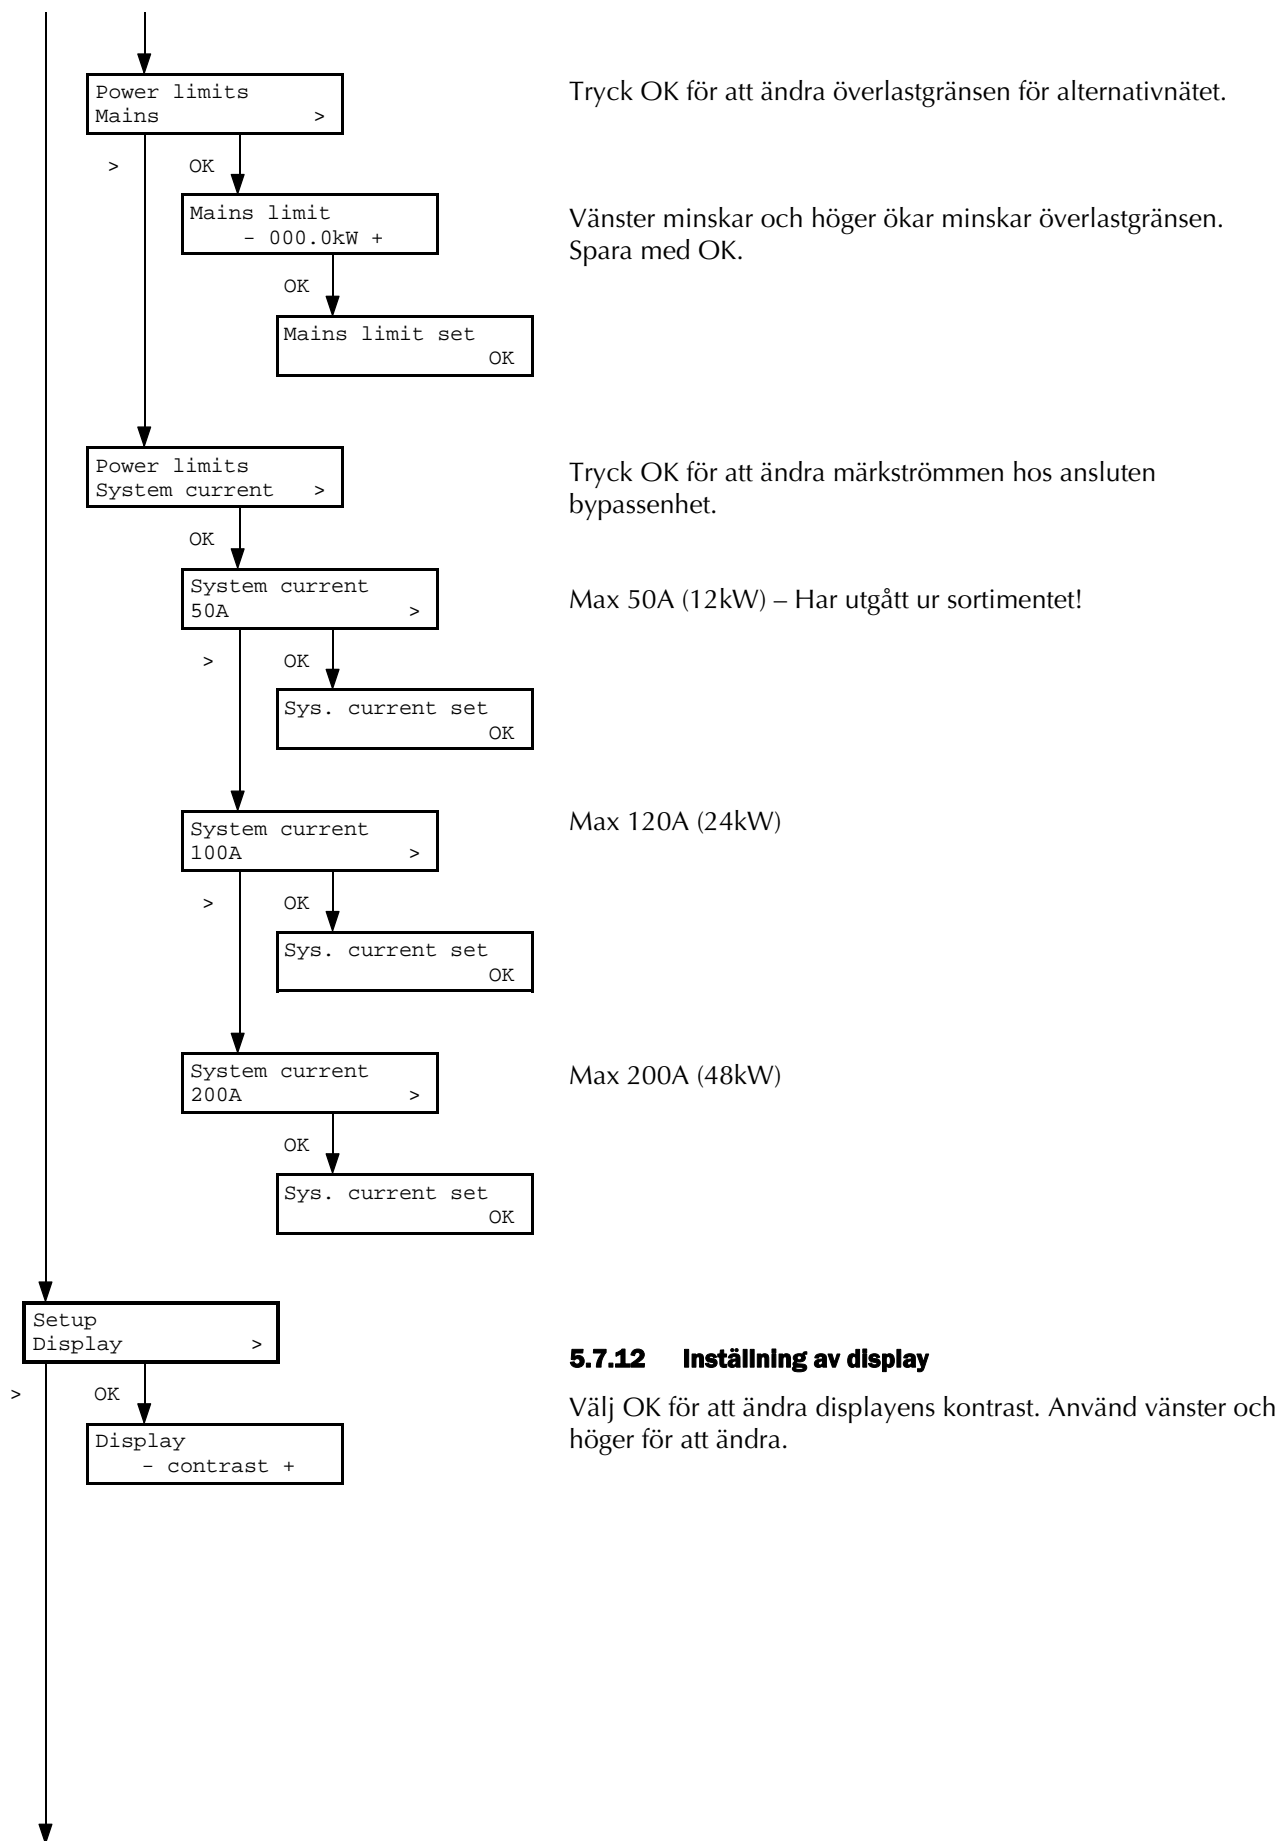 Power limits
Mains >
Tryck OK för att ändra överlastgränsen för alternativnätet.
> OK
Mains limit
- 000.0kW +
Vänster minskar och höger ökar minskar överlastgränsen.
Spara med OK.
OK
Mains limit set
OK
Power limits
System current >
Tryck OK för att ändra märkströmmen hos ansluten
bypassenhet.
OK
System current
50A >
Max 50A (12kW) – Har utgått ur sortimentet!
> OK
Sys. current set
OK
System current
100A >
Max 120A (24kW)
> OK
Sys. current set
OK
System current
200A >
Max 200A (48kW)
OK
Sys. current set
OK
Setup
Display >
5.7.12 Inställning av display
> OK
Välj OK för att ändra displayens kontrast. Använd vänster och
höger för att ändra.
Display
- contrast +